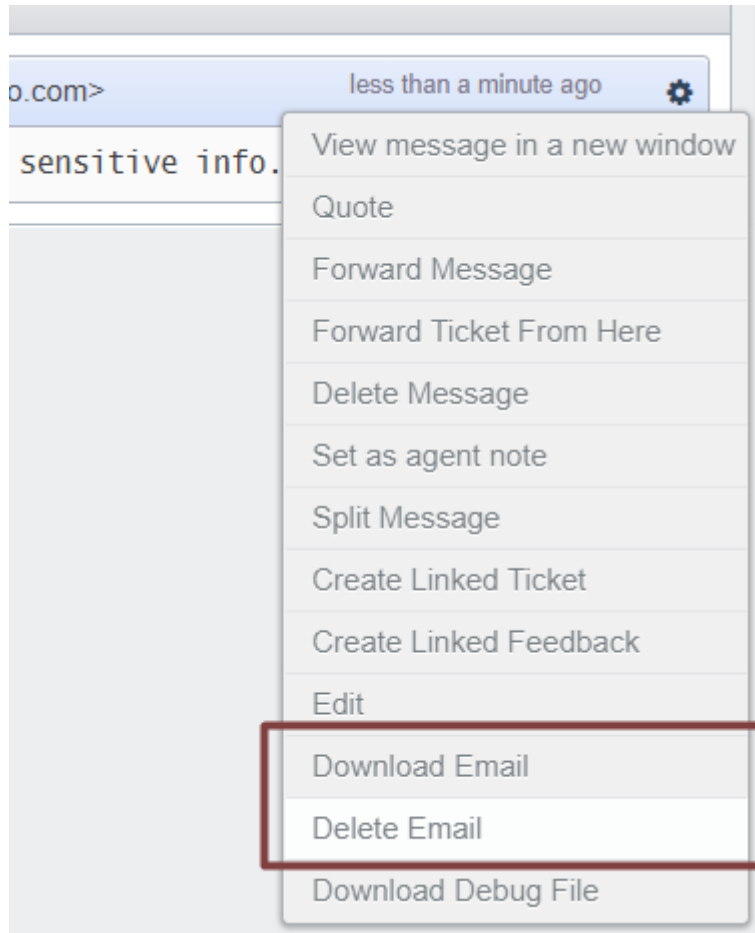 o.com> less than a minute ago
sensitive info.
View message in a new window
Quote
Forward Message
Forward Ticket From Here
Delete Message
Set as agent note
Split Message
Create Linked Ticket
Create Linked Feedback
Edit
Download Email
Delete Email
Download Debug File